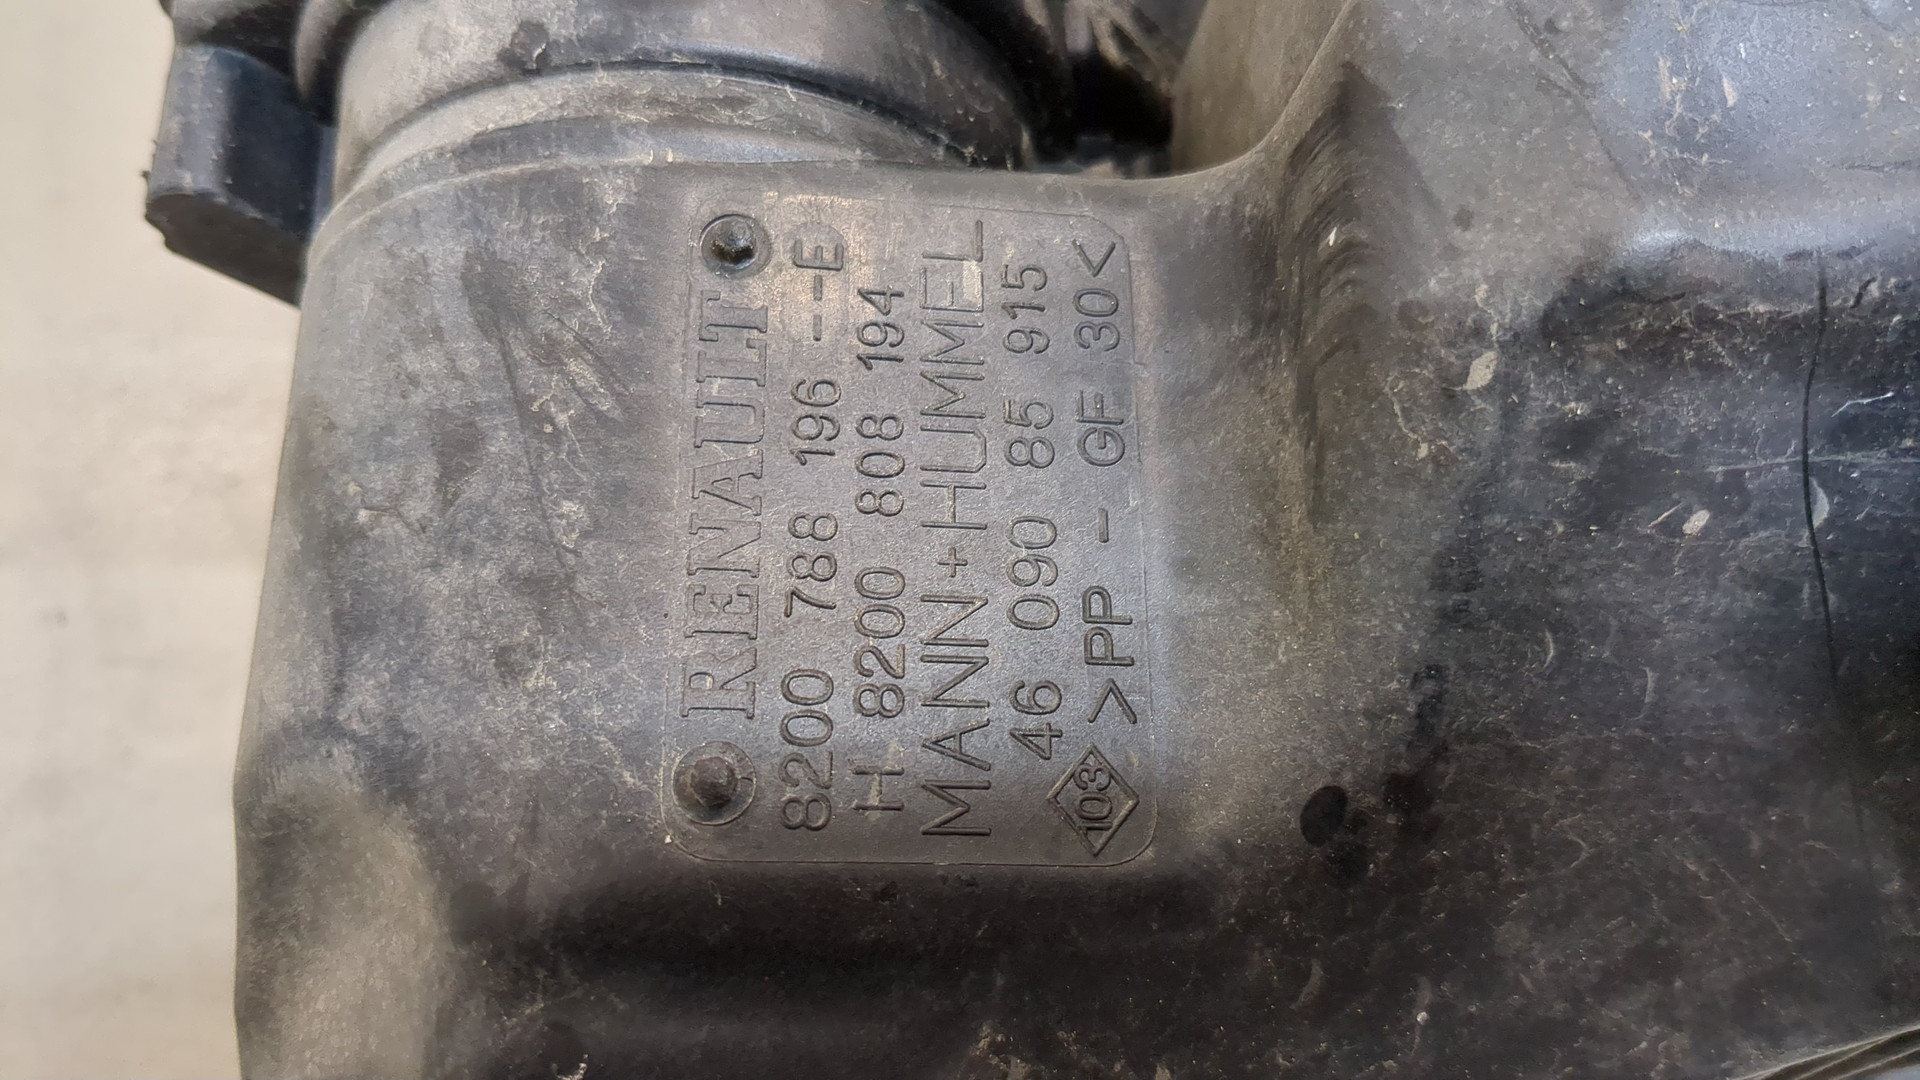 RENAULT
8200 788 196 --E
H 8200 808 194
MANN+HUMMEL
46 090 85 915
103 >PP - GF 30<